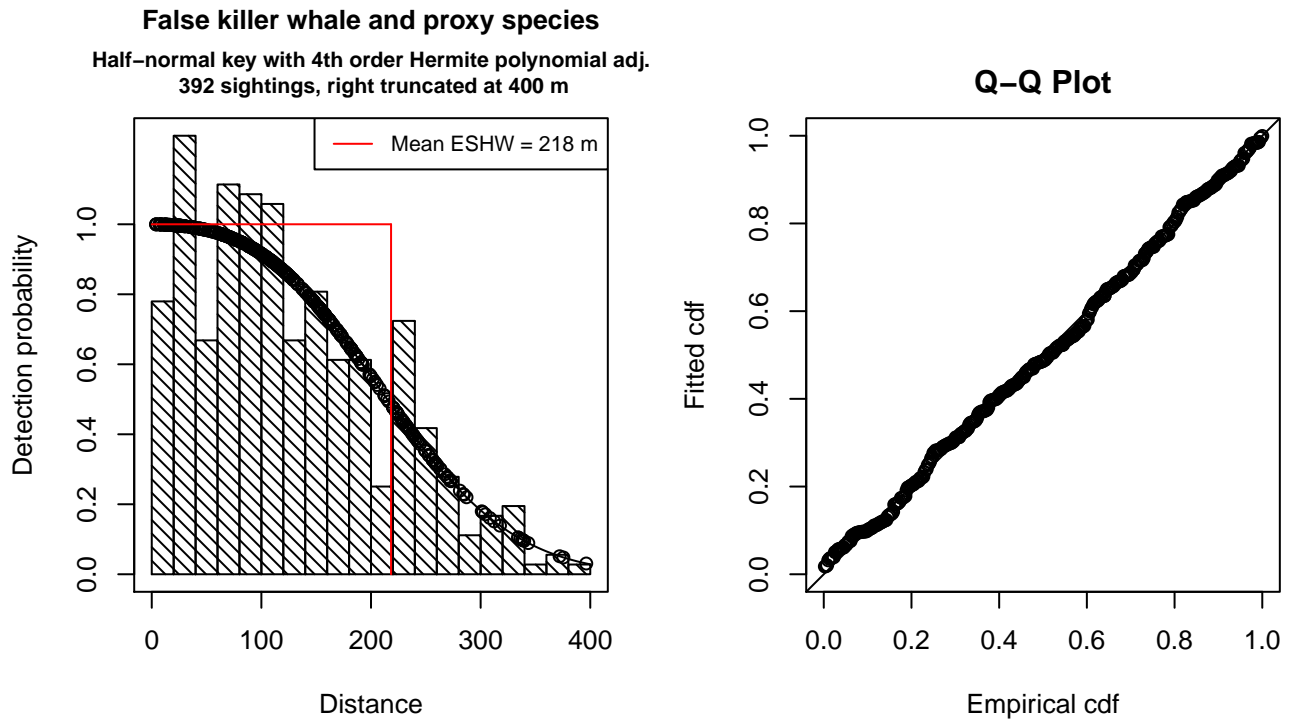 False killer whale and proxy species
Half−normal key with 4th order Hermite polynomial adj.
392 sightings, right truncated at 400 m
Mean ESHW = 218 m
Detection probability
0.0 0.2 0.4 0.6 0.8 1.0
0 100 200 300 400
Distance
Q−Q Plot
Fitted cdf
0.0 0.2 0.4 0.6 0.8 1.0
0.0 0.2 0.4 0.6 0.8 1.0
Empirical cdf